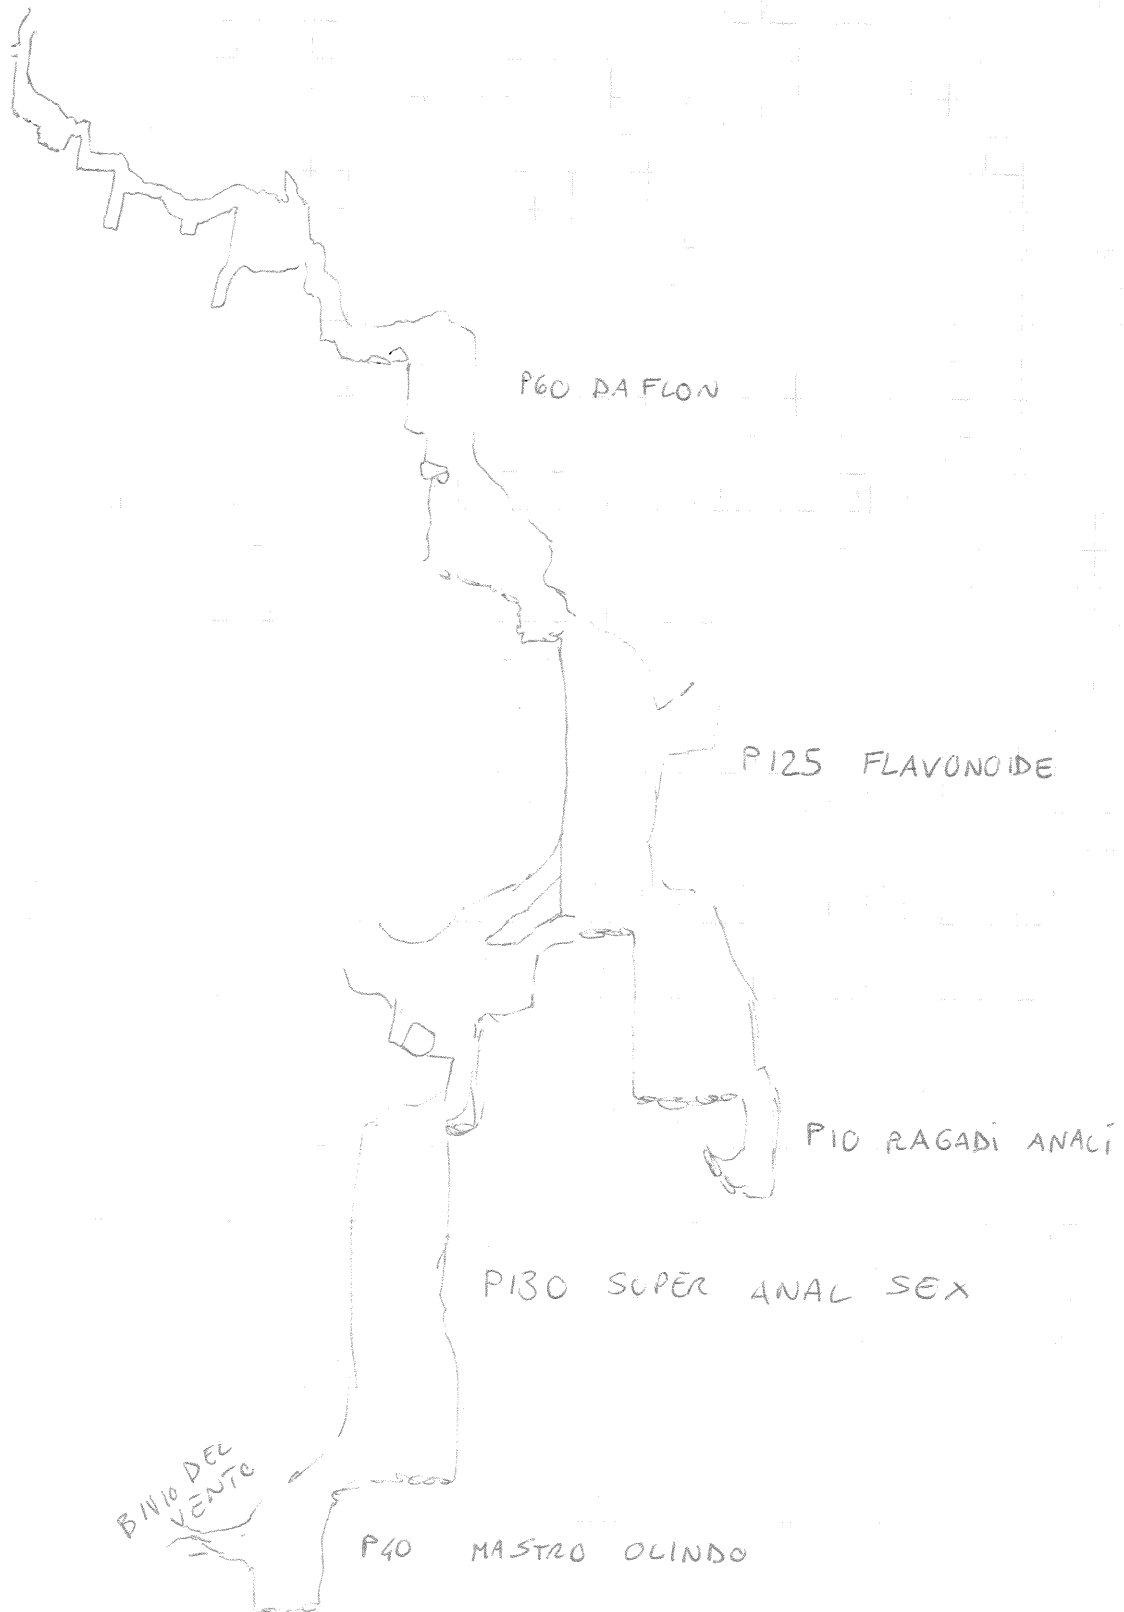 P60 DAFLON
P125 FLAVONOIDE
P10 RAGADI ANALI
P130 SUPER ANAL SEX
BIVIO DEL
VENTO
P40 MASTRO OLINDO